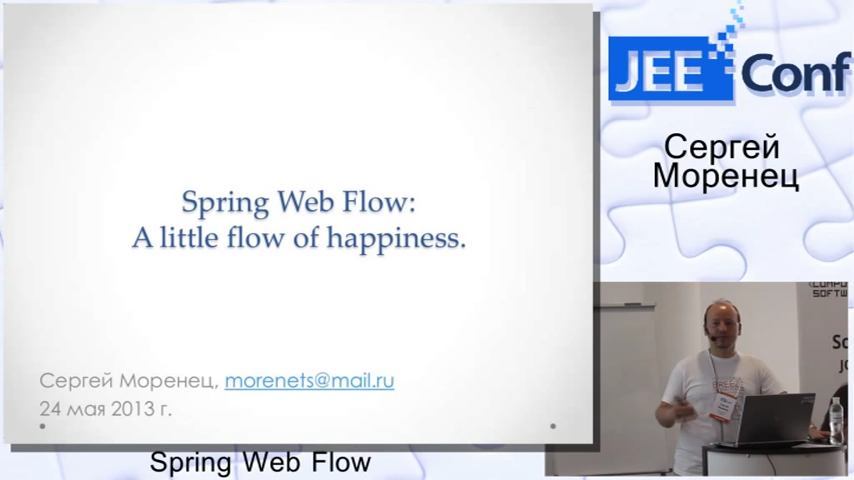 Spring Web Flow:
A little flow of happiness.
Сергей Моренец, morenets@mail.ru
24 мая 2013 г.
Spring Web Flow
JEE Conf
Сергей
Моренец